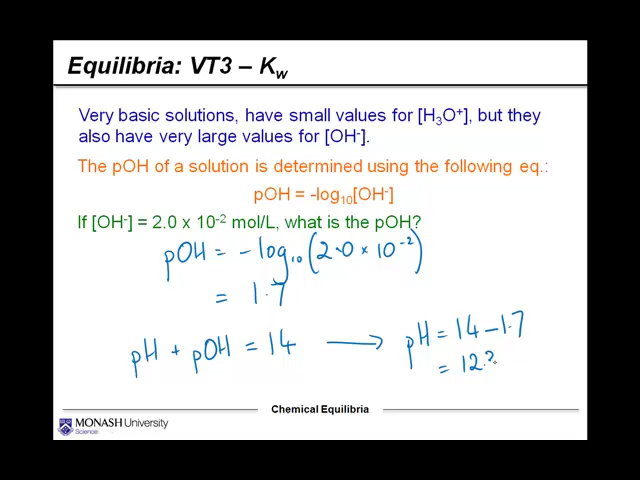 Equilibria: VT3 – Kw
Very basic solutions, have small values for [H₃O⁺], but they
also have very large values for [OH⁻].
The pOH of a solution is determined using the following eq.:
pOH = -log₁₀[OH⁻]
If [OH⁻] = 2.0 x 10⁻² mol/L, what is the pOH?
pOH = -log₁₀ (2.0 × 10⁻²)
= 1.7
pH + pOH = 14 → pH = 14 - 1.7
= 12.
Chemical Equilibria
MONASH University
Science